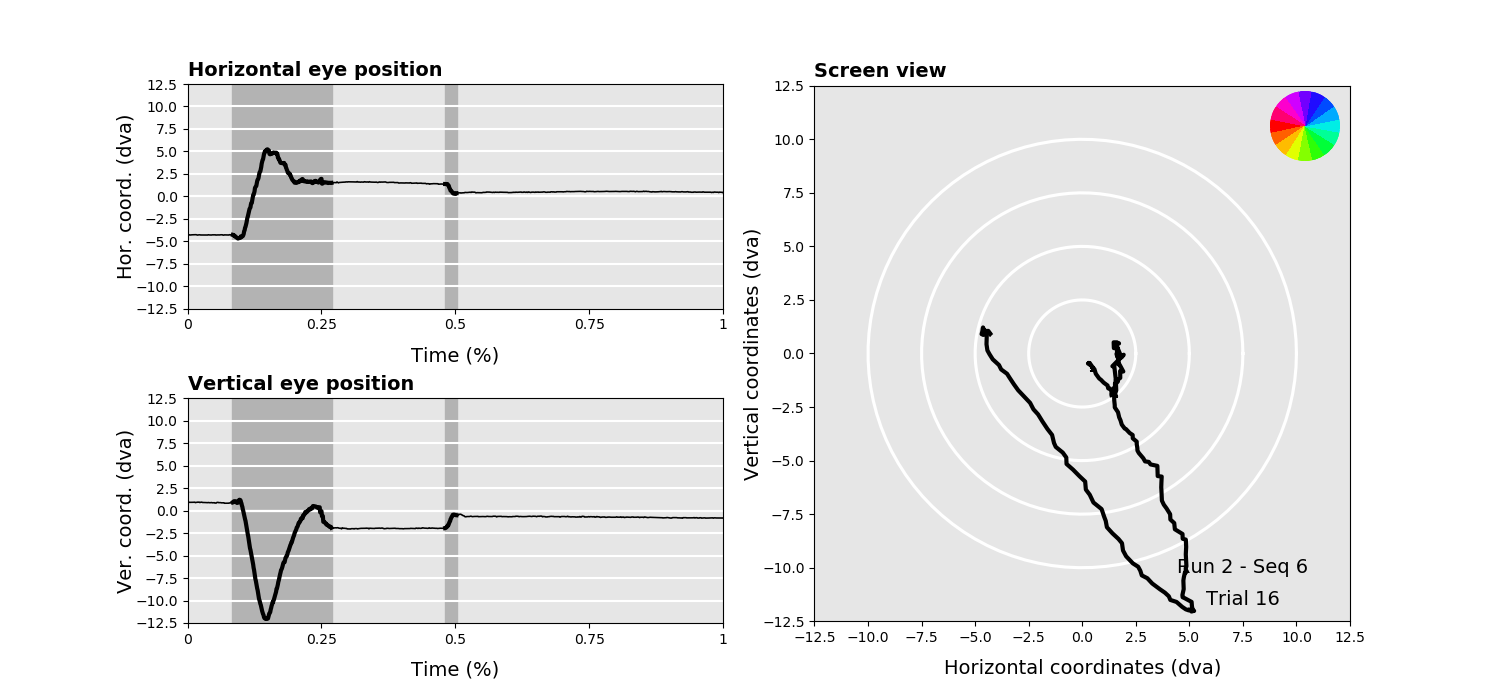 Horizontal eye position
Hor. coord. (dva)
12.5
10.0
7.5
5.0
2.5
0.0
−2.5
−5.0
−7.5
−10.0
−12.5
0 0.25 0.5 0.75 1
Time (%)
Vertical eye position
Ver. coord. (dva)
12.5
10.0
7.5
5.0
2.5
0.0
−2.5
−5.0
−7.5
−10.0
−12.5
0 0.25 0.5 0.75 1
Time (%)
Screen view
Vertical coordinates (dva)
12.5
10.0
7.5
5.0
2.5
0.0
−2.5
−5.0
−7.5
−10.0
−12.5
Run 2 - Seq 6
Trial 16
−12.5 −10.0 −7.5 −5.0 −2.5 0.0 2.5 5.0 7.5 10.0 12.5
Horizontal coordinates (dva)